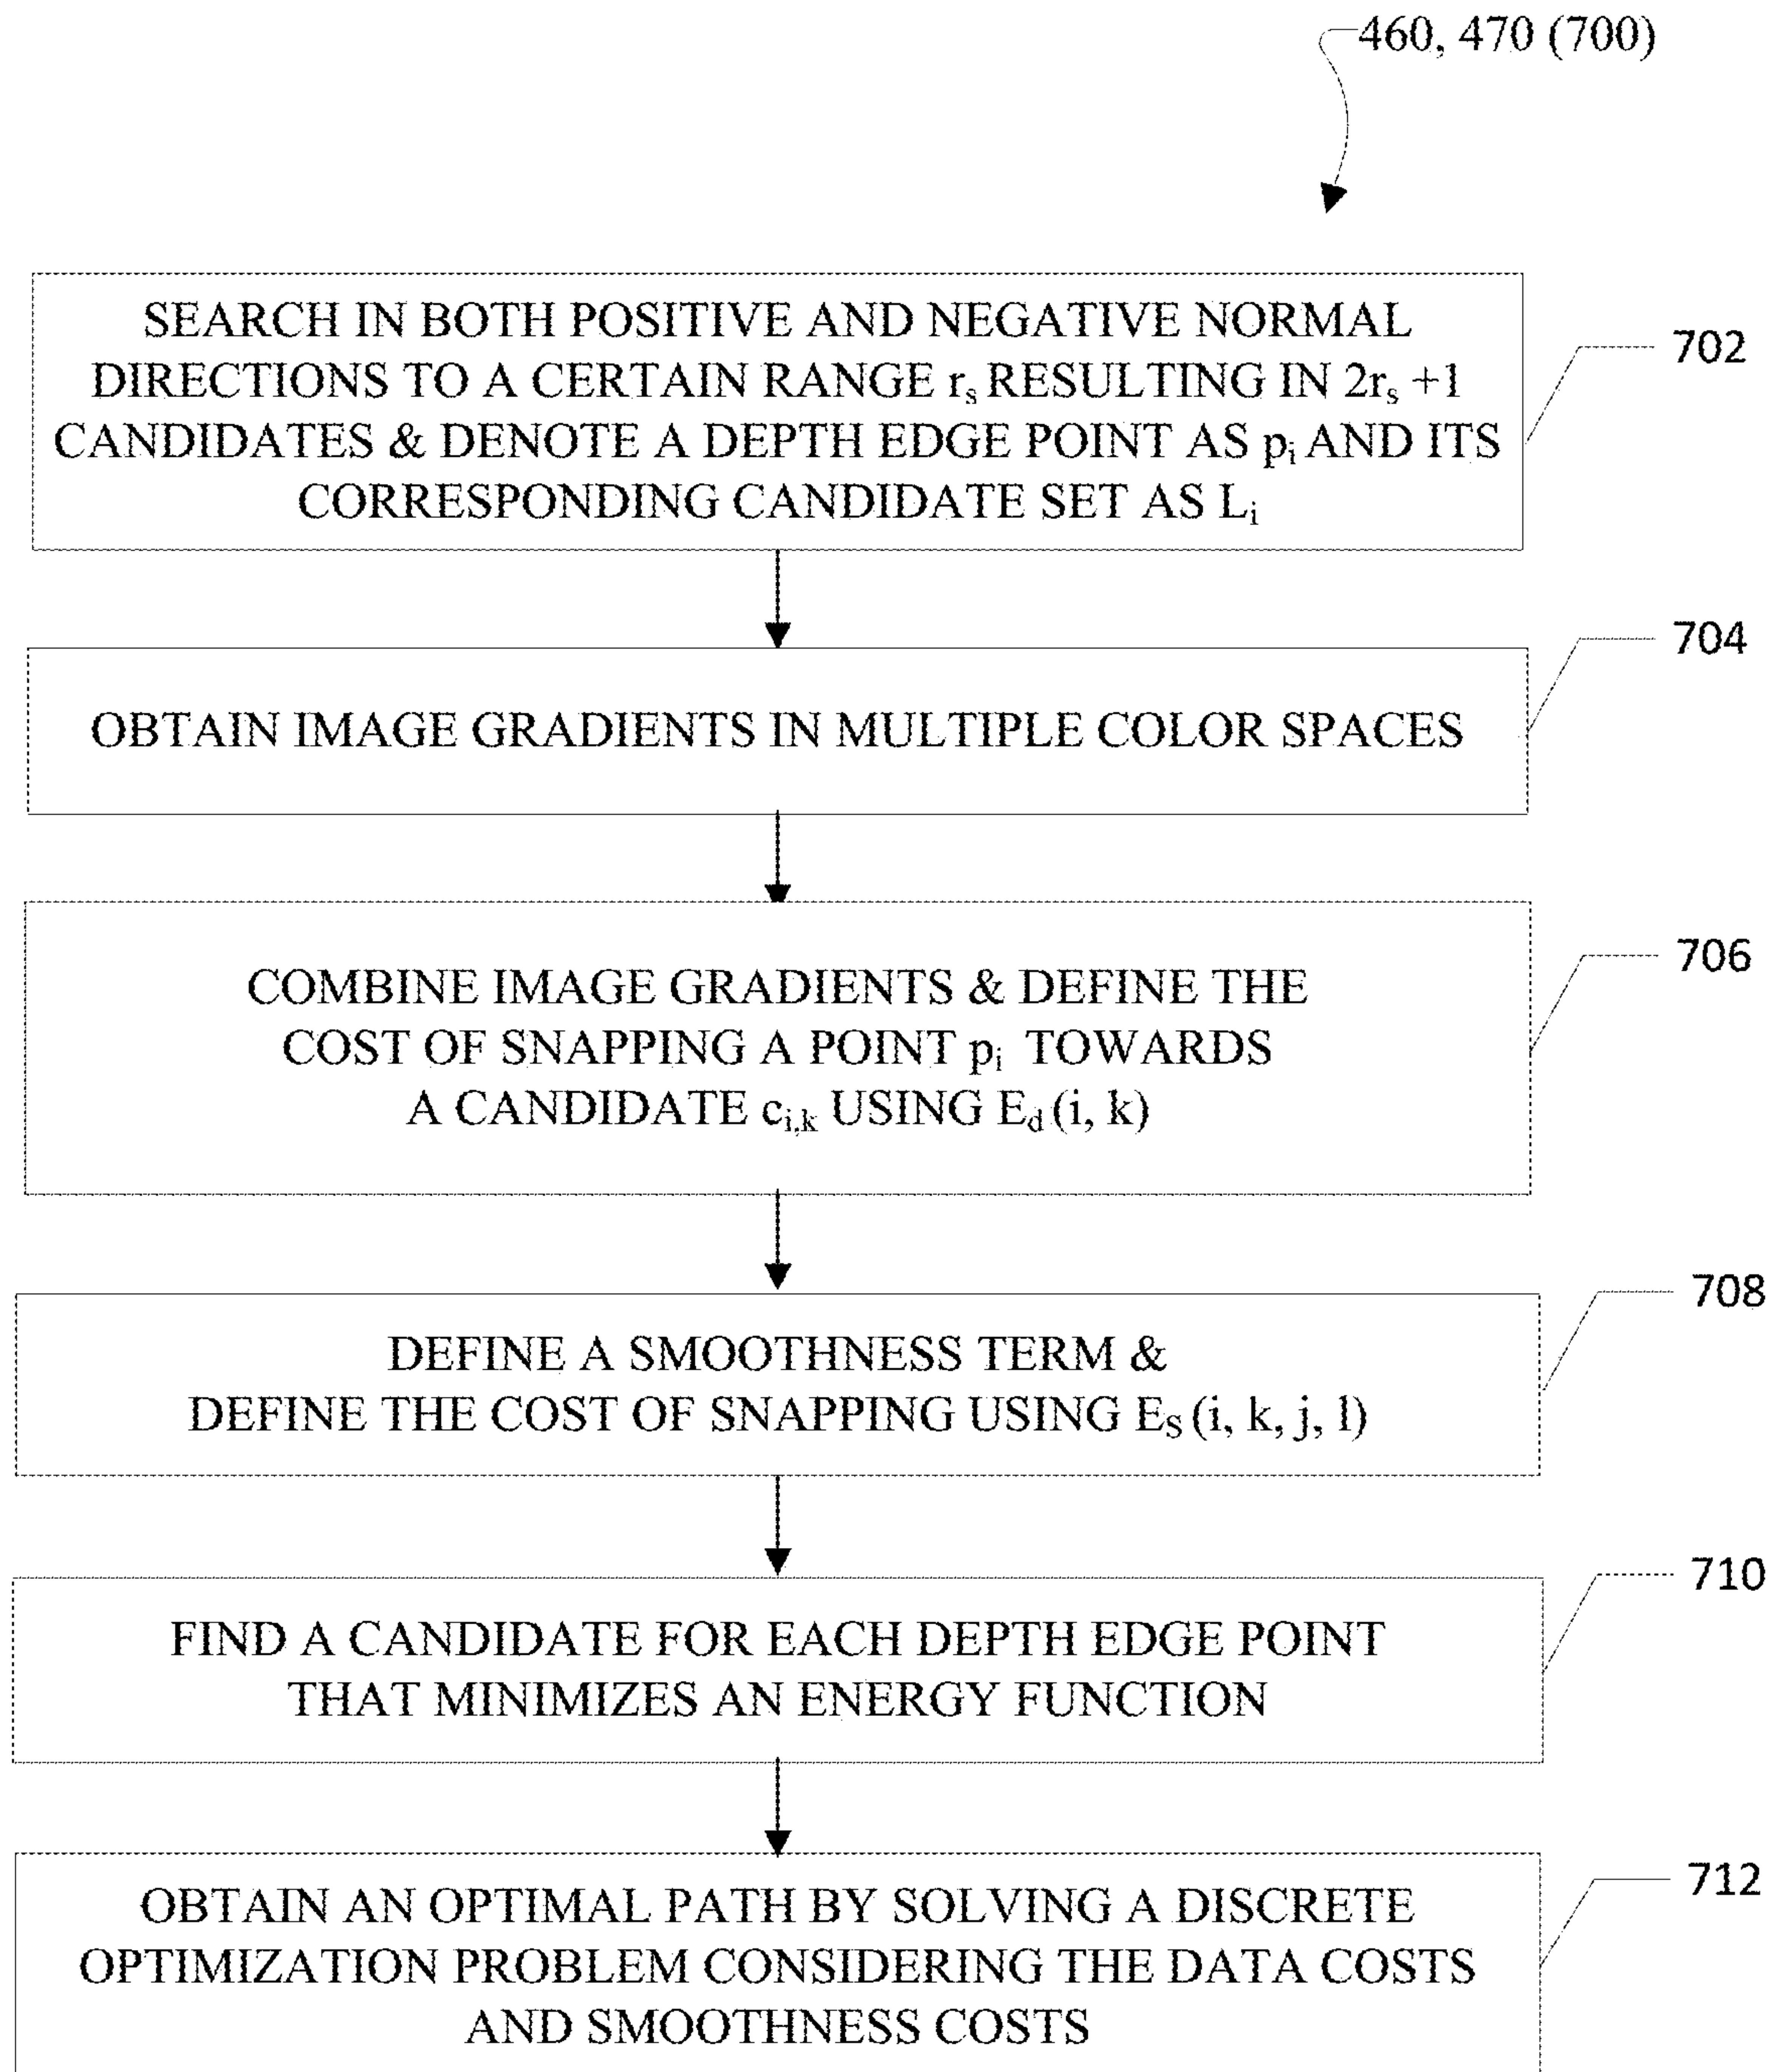 460, 470 (700)
SEARCH IN BOTH POSITIVE AND NEGATIVE NORMAL
DIRECTIONS TO A CERTAIN RANGE rₛ RESULTING IN 2rₛ +1
CANDIDATES & DENOTE A DEPTH EDGE POINT AS pᵢ AND ITS
CORRESPONDING CANDIDATE SET AS Lᵢ
702
704
OBTAIN IMAGE GRADIENTS IN MULTIPLE COLOR SPACES
706
COMBINE IMAGE GRADIENTS & DEFINE THE
COST OF SNAPPING A POINT pᵢ TOWARDS
A CANDIDATE c_{i,k} USING E_d (i, k)
708
DEFINE A SMOOTHNESS TERM &
DEFINE THE COST OF SNAPPING USING E_S (i, k, j, l)
710
FIND A CANDIDATE FOR EACH DEPTH EDGE POINT
THAT MINIMIZES AN ENERGY FUNCTION
712
OBTAIN AN OPTIMAL PATH BY SOLVING A DISCRETE
OPTIMIZATION PROBLEM CONSIDERING THE DATA COSTS
AND SMOOTHNESS COSTS